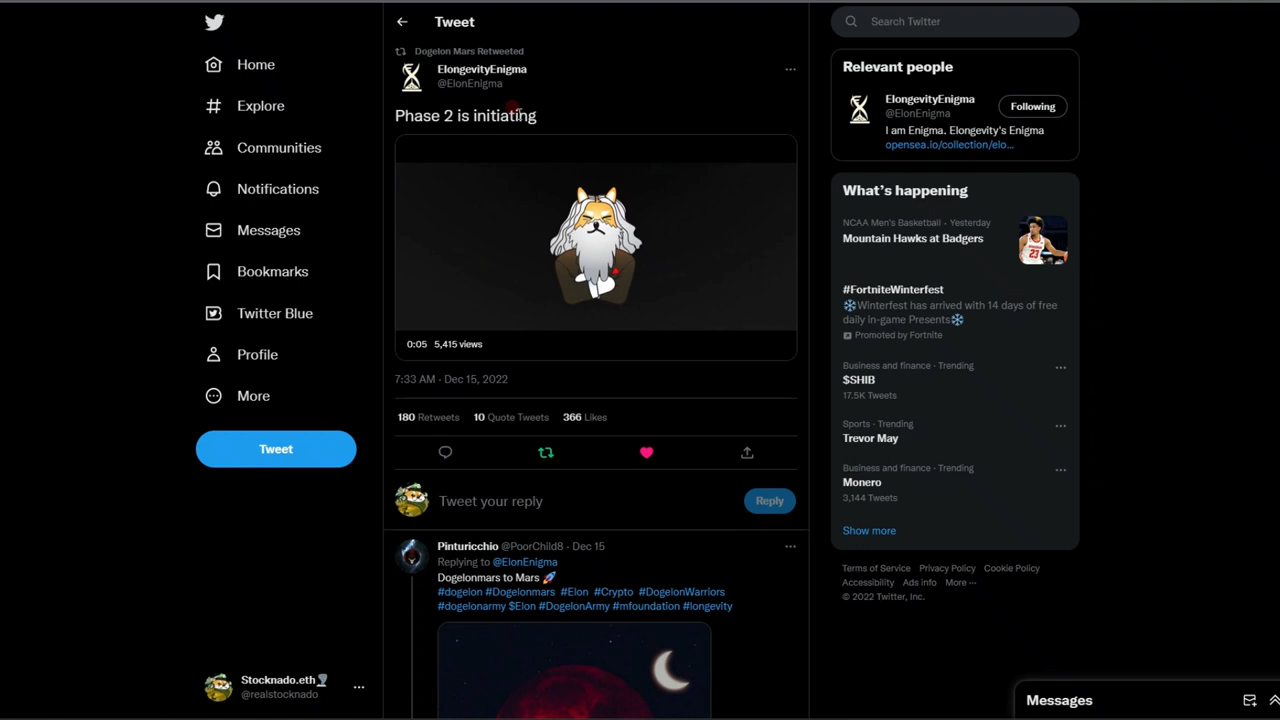 Tweet
Home
Explore
Communities
Notifications
Messages
Bookmarks
Twitter Blue
Profile
More
Tweet
Stocknado.eth
@realstocknado
Dogelon Mars Retweeted
ElongevityEnigma
@ElonEnigma
Phase 2 is initiating
0:05 5,415 views
7:33 AM · Dec 15, 2022
180 Retweets 10 Quote Tweets 366 Likes
Tweet your reply
Reply
Pinturicchio @PoorChild8 · Dec 15
Replying to @ElonEnigma
Dogelonmars to Mars 🚀
#dogelon #Dogelonmars #Elon #Crypto #DogelonWarriors
#dogelonarmy $Elon #DogelonArmy #mfoundation #longevity
Search Twitter
Relevant people
ElongevityEnigma
@ElonEnigma
Following
I am Enigma. Elongevity's Enigma
opensea.io/collection/elo...
What's happening
NCAA Men's Basketball · Yesterday
Mountain Hawks at Badgers
23
#FortniteWinterfest
❄Winterfest has arrived with 14 days of free
daily in-game Presents❄
Promoted by Fortnite
Business and finance · Trending
$SHIB
17.5K Tweets
Sports · Trending
Trevor May
Business and finance · Trending
Monero
3,144 Tweets
Show more
Terms of Service Privacy Policy Cookie Policy
Accessibility Ads info More ···
© 2022 Twitter, Inc.
Messages